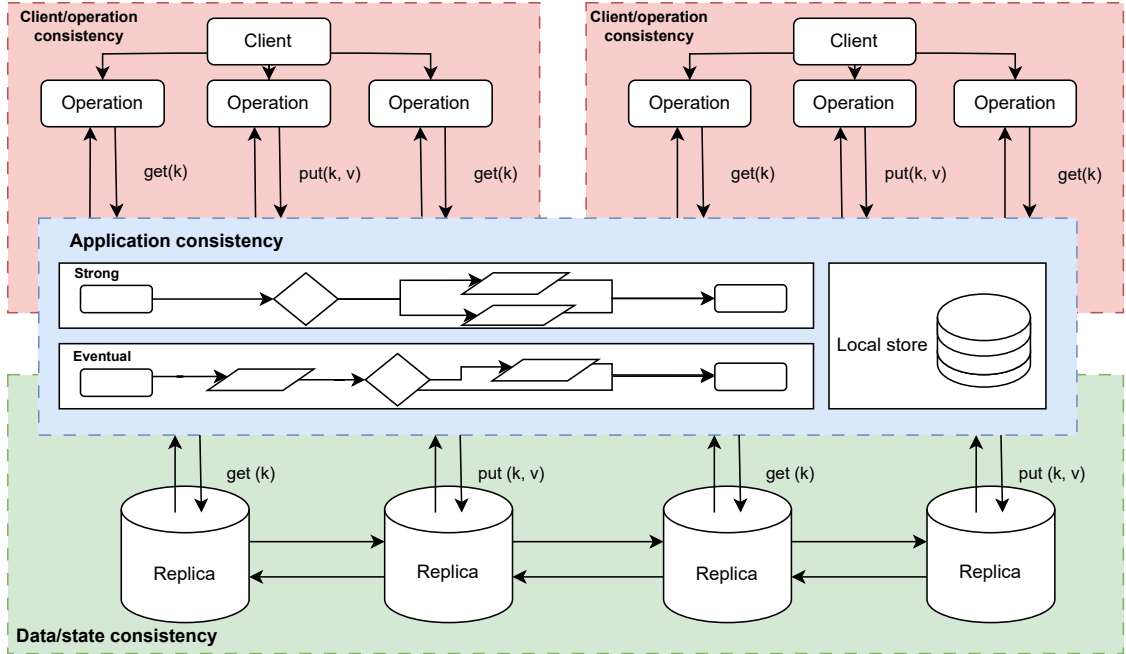 Client/operation
consistency
Client
Operation
Operation
Operation
get(k)
put(k, v)
get(k)
Client/operation
consistency
Client
Operation
Operation
Operation
get(k)
put(k, v)
get(k)
Application consistency
Strong
Eventual
Local store
get (k)
put (k, v)
get (k)
put (k, v)
Replica
Replica
Replica
Replica
Data/state consistency